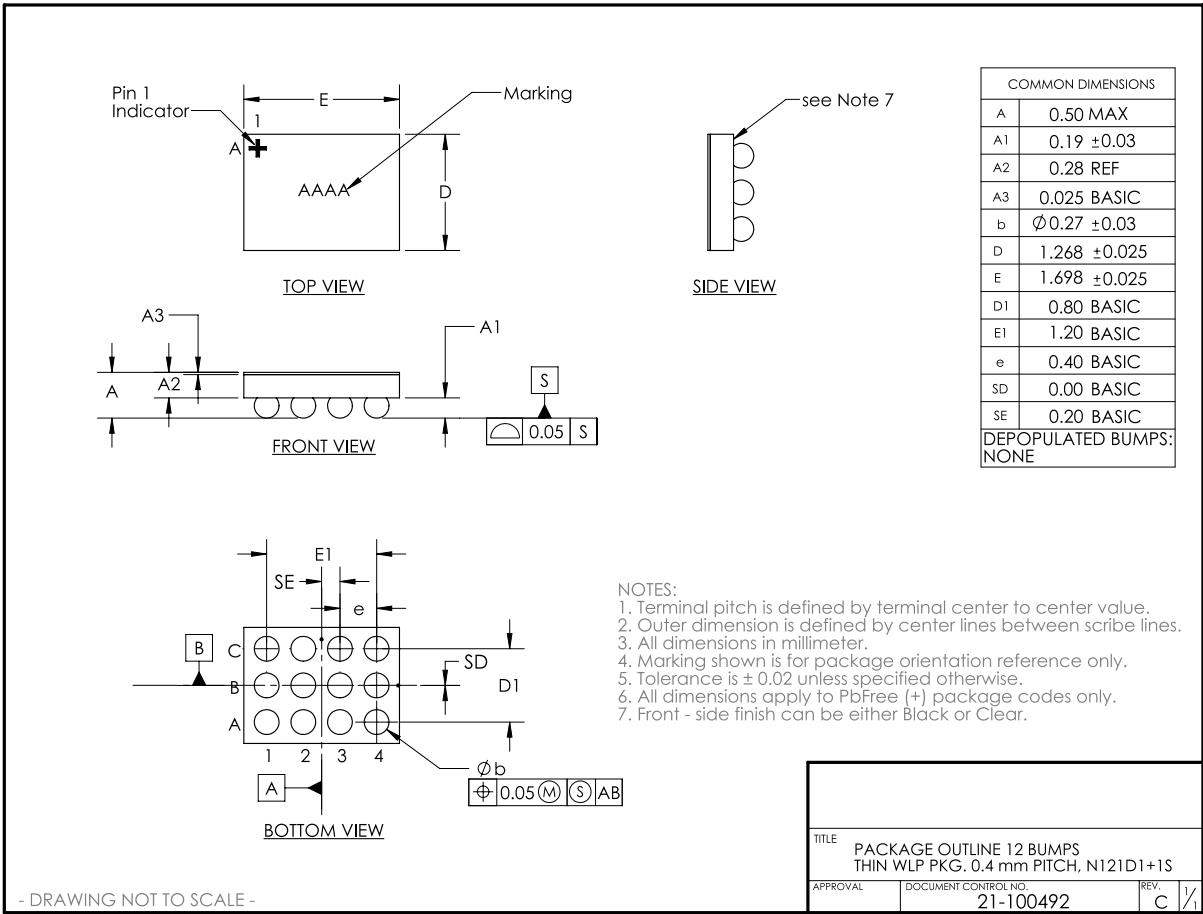 Pin 1
Indicator
1
A
E
Marking
AAAA
D
TOP VIEW
see Note 7
SIDE VIEW
COMMON DIMENSIONS
A 0.50 MAX
A1 0.19 ±0.03
A2 0.28 REF
A3 0.025 BASIC
b Ø0.27 ±0.03
D 1.268 ±0.025
E 1.698 ±0.025
D1 0.80 BASIC
E1 1.20 BASIC
e 0.40 BASIC
SD 0.00 BASIC
SE 0.20 BASIC
DEPOPULATED BUMPS:
NONE
A3
A1
A
A2
S
⌓ 0.05 S
FRONT VIEW
E1
SE
e
B
C
B
A
SD
D1
1 2 3 4
A
Øb
⌖ 0.05 Ⓜ Ⓢ AB
BOTTOM VIEW
NOTES:
1. Terminal pitch is defined by terminal center to center value.
2. Outer dimension is defined by center lines between scribe lines.
3. All dimensions in millimeter.
4. Marking shown is for package orientation reference only.
5. Tolerance is ± 0.02 unless specified otherwise.
6. All dimensions apply to PbFree (+) package codes only.
7. Front - side finish can be either Black or Clear.
TITLE
PACKAGE OUTLINE 12 BUMPS
THIN WLP PKG. 0.4 mm PITCH, N121D1+1S
APPROVAL
DOCUMENT CONTROL NO.
21-100492
REV.
C
1/1
- DRAWING NOT TO SCALE -